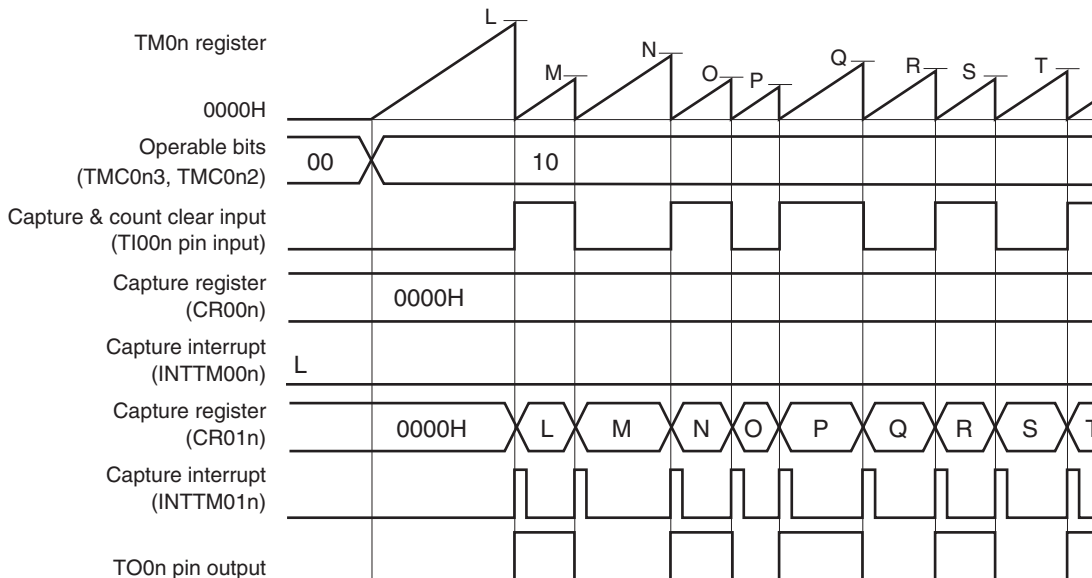 TM0n register
0000H
L
M
N
O
P
Q
R
S
T
Operable bits
(TMC0n3, TMC0n2)
00
10
Capture & count clear input
(TI00n pin input)
Capture register
(CR00n)
0000H
Capture interrupt
(INTTM00n)
L
Capture register
(CR01n)
0000H
L
M
N
O
P
Q
R
S
T
Capture interrupt
(INTTM01n)
TO0n pin output